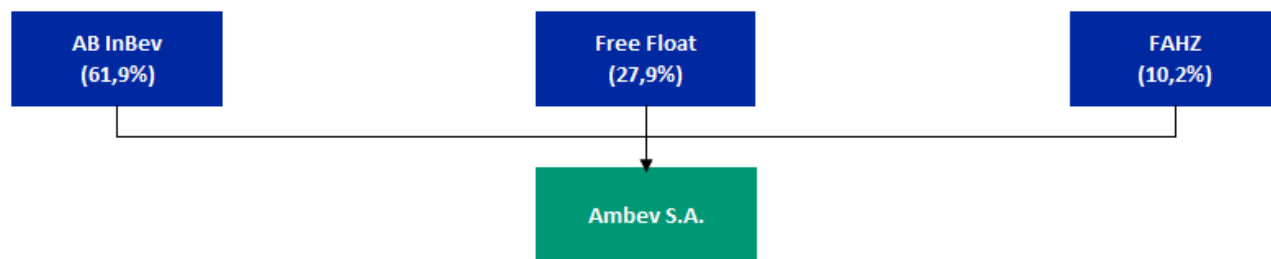 AB InBev
(61,9%)
Free Float
(27,9%)
FAHZ
(10,2%)
Ambev S.A.